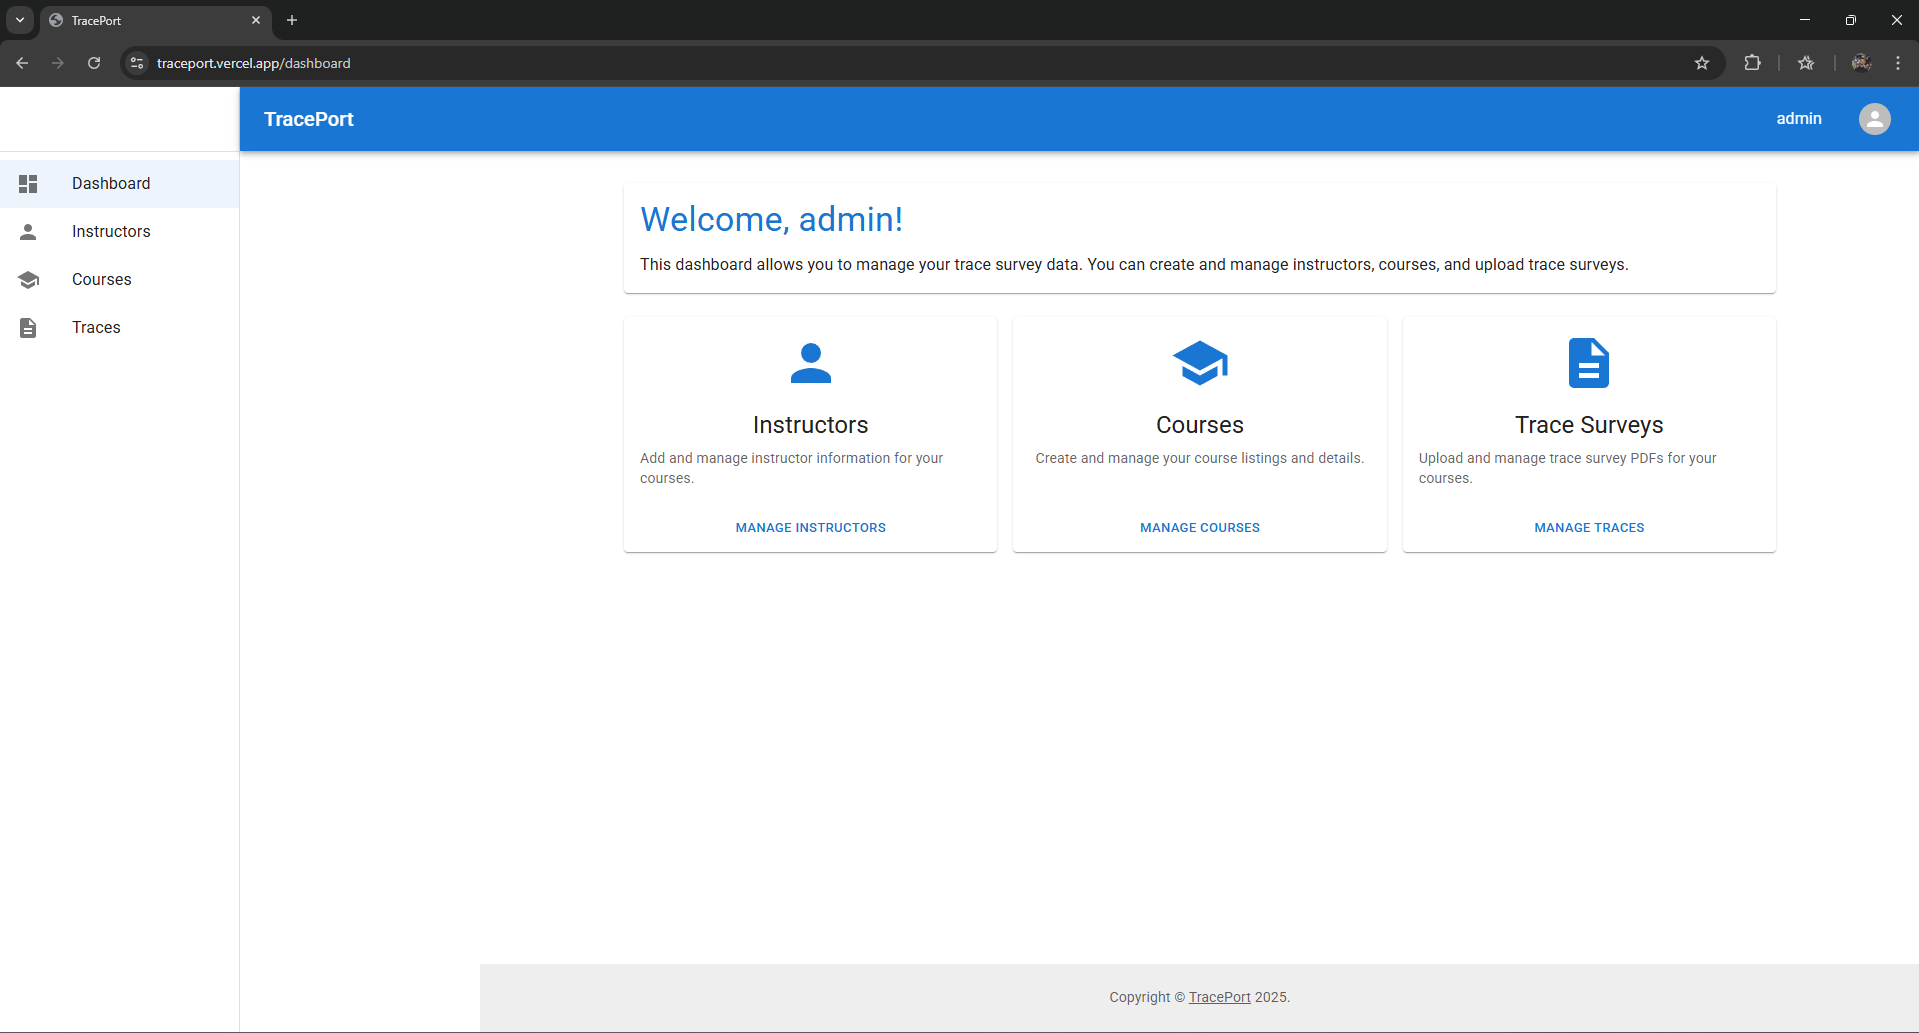 TracePort
traceport.vercel.app/dashboard
TracePort
admin
Dashboard
Instructors
Courses
Traces
Welcome, admin!
This dashboard allows you to manage your trace survey data. You can create and manage instructors, courses, and upload trace surveys.
Instructors
Add and manage instructor information for your
courses.
MANAGE INSTRUCTORS
Courses
Create and manage your course listings and details.
MANAGE COURSES
Trace Surveys
Upload and manage trace survey PDFs for your
courses.
MANAGE TRACES
Copyright © TracePort 2025.